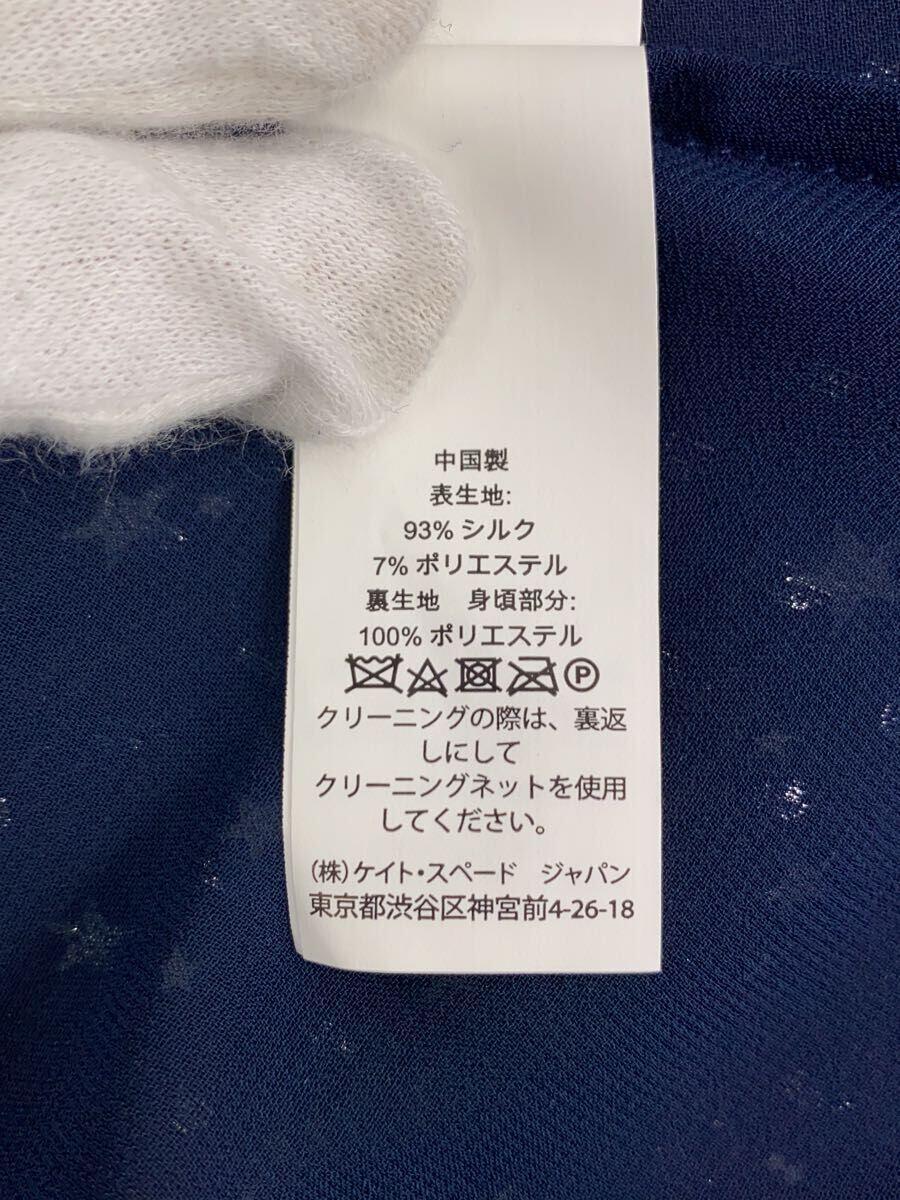 中国製
表生地:
93% シルク
7% ポリエステル
裏生地　身頃部分:
100% ポリエステル
P
クリーニングの際は、裏返
しにして
クリーニングネットを使用
してください。
(株)ケイト・スペード　ジャパン
東京都渋谷区神宮前4-26-18